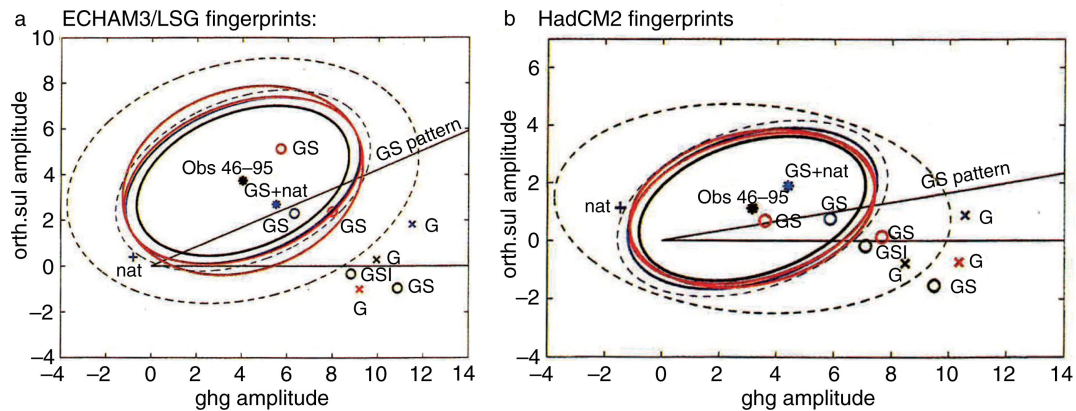 a ECHAM3/LSG fingerprints:
10
8
6
4
2
0
−2
−4
orth.sul amplitude
GS
GS pattern
Obs 46–95
GS+nat
GS
GS
G
nat
G
GSI
GS
G
−4 −2 0 2 4 6 8 10 12 14
ghg amplitude
b HadCM2 fingerprints
6
4
2
0
−2
−4
orth.sul amplitude
GS+nat
GS pattern
Obs 46–95
nat
GS
GS
G
GS
GSI
G
G
GS
−4 −2 0 2 4 6 8 10 12 14
ghg amplitude